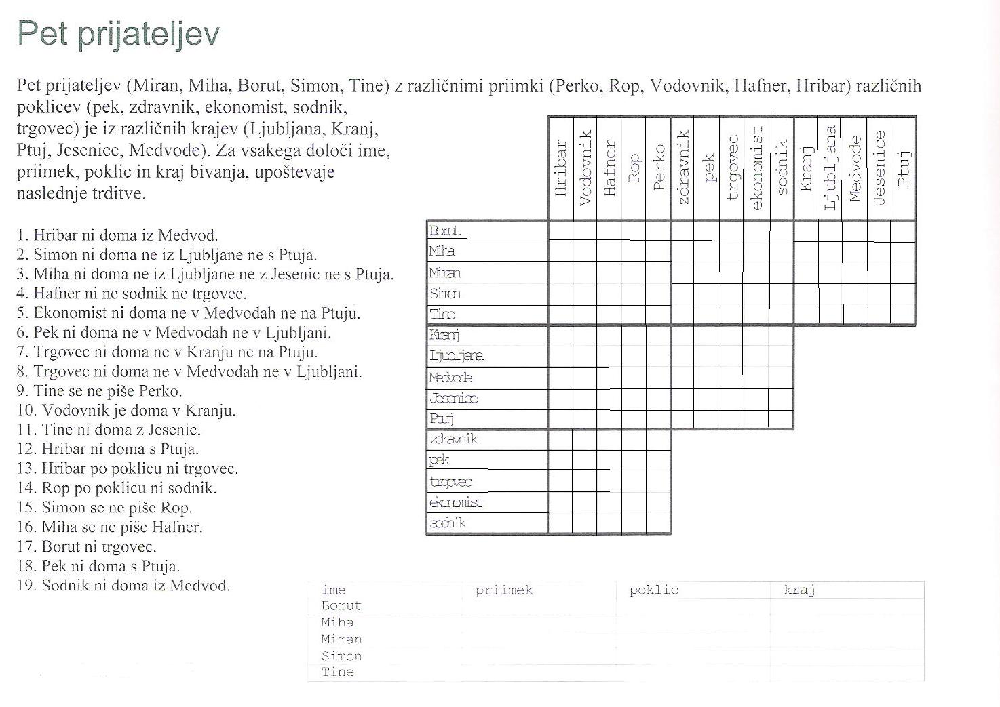 Pet prijateljev
Pet prijateljev (Miran, Miha, Borut, Simon, Tine) z različnimi priimki (Perko, Rop, Vodovnik, Hafner, Hribar) različnih
poklicev (pek, zdravnik, ekonomist, sodnik,
trgovec) je iz različnih krajev (Ljubljana, Kranj,
Ptuj, Jesenice, Medvode). Za vsakega določi ime,
priimek, poklic in kraj bivanja, upoštevaje
naslednje trditve.
1. Hribar ni doma iz Medvod.
2. Simon ni doma ne iz Ljubljane ne s Ptuja.
3. Miha ni doma ne iz Ljubljane ne z Jesenic ne s Ptuja.
4. Hafner ni ne sodnik ne trgovec.
5. Ekonomist ni doma ne v Medvodah ne na Ptuju.
6. Pek ni doma ne v Medvodah ne v Ljubljani.
7. Trgovec ni doma ne v Kranju ne na Ptuju.
8. Trgovec ni doma ne v Medvodah ne v Ljubljani.
9. Tine se ne piše Perko.
10. Vodovnik je doma v Kranju.
11. Tine ni doma z Jesenic.
12. Hribar ni doma s Ptuja.
13. Hribar po poklicu ni trgovec.
14. Rop po poklicu ni sodnik.
15. Simon se ne piše Rop.
16. Miha se ne piše Hafner.
17. Borut ni trgovec.
18. Pek ni doma s Ptuja.
19. Sodnik ni doma iz Medvod.
Hribar
Vodovnik
Hafner
Rop
Perko
zdravnik
pek
trgovec
ekonomist
sodnik
Kranj
Ljubljana
Medvode
Jesenice
Ptuj
Borut
Miha
Miran
Simon
Tine
Kranj
Ljubljana
Medvode
Jesenice
Ptuj
zdravnik
pek
trgovec
ekonomist
sodnik
ime priimek poklic kraj
Borut
Miha
Miran
Simon
Tine